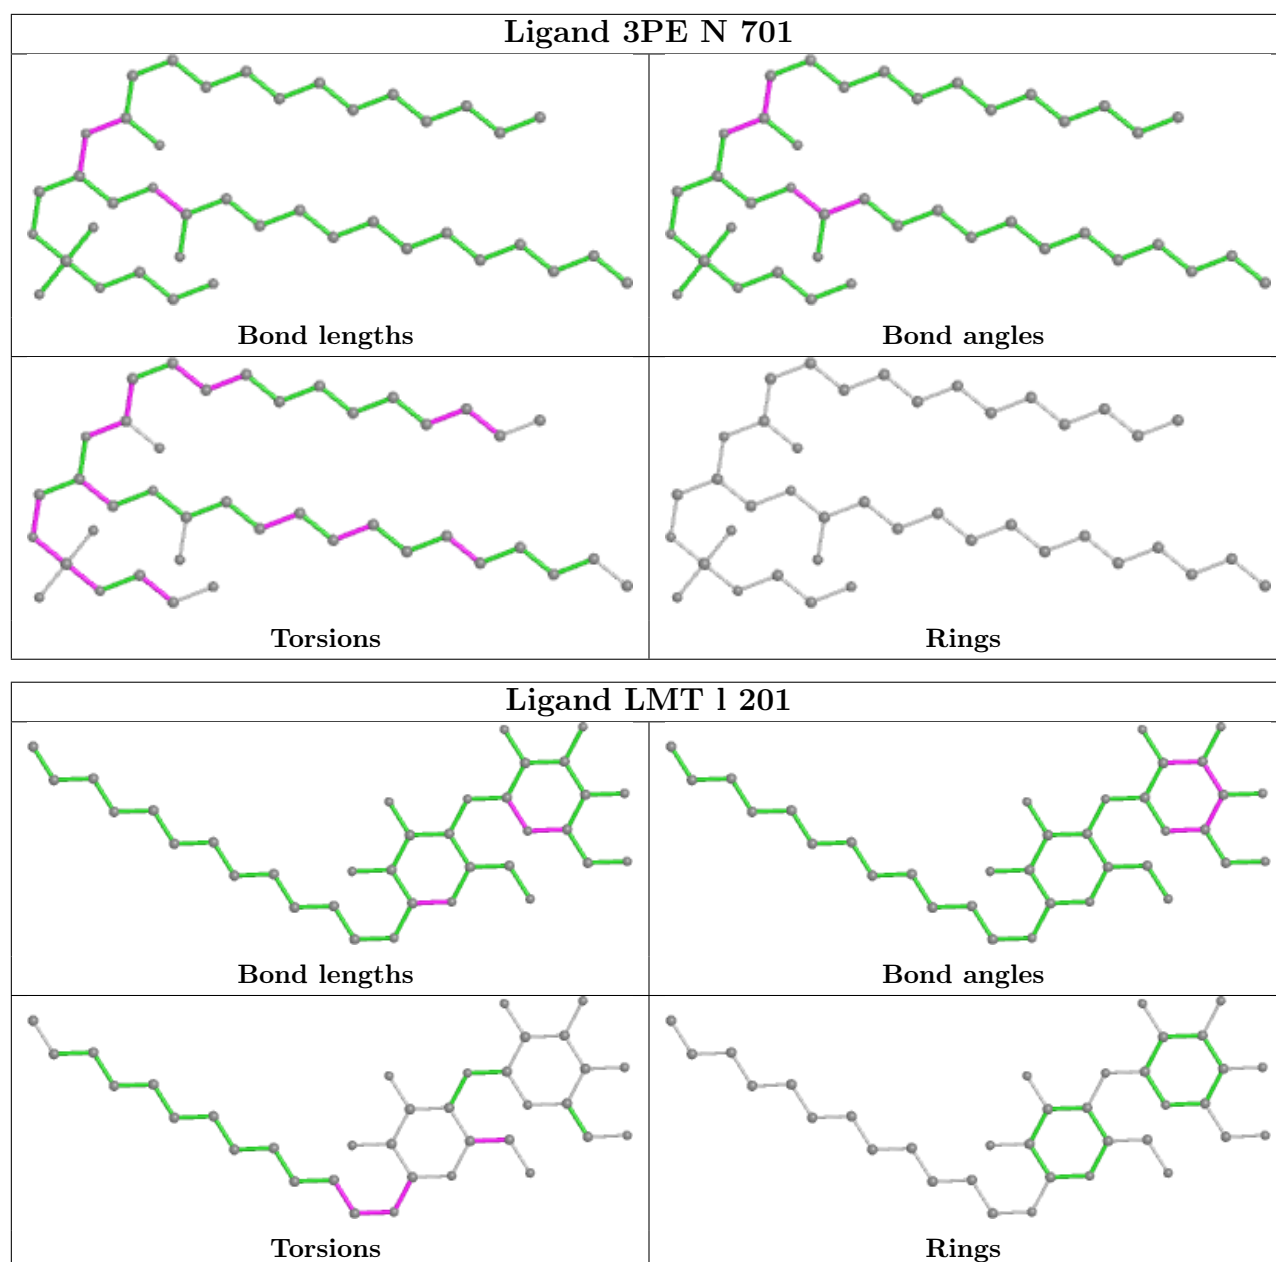 Ligand 3PE N 701
Bond lengths
Bond angles
Torsions
Rings
Ligand LMT l 201
Bond lengths
Bond angles
Torsions
Rings